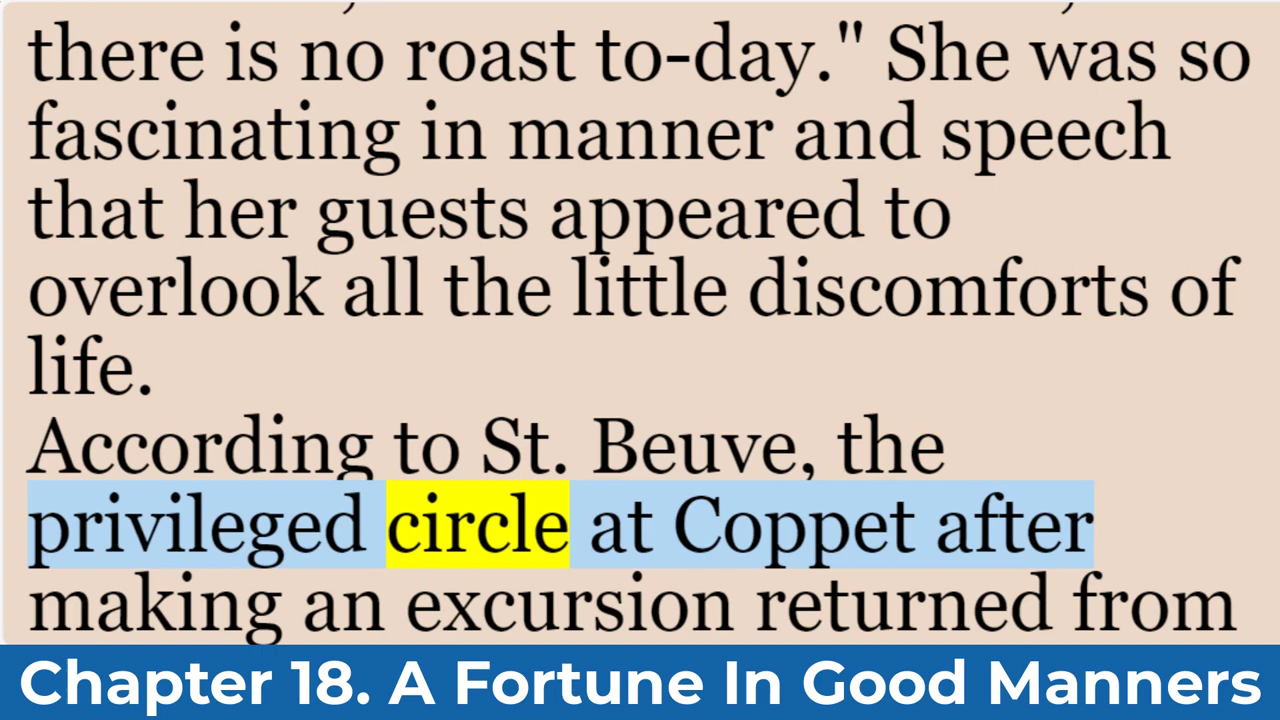 there is no roast to-day." She was so
fascinating in manner and speech
that her guests appeared to
overlook all the little discomforts of
life.
According to St. Beuve, the
privileged circle at Coppet after
making an excursion returned from
Chapter 18. A Fortune In Good Manners